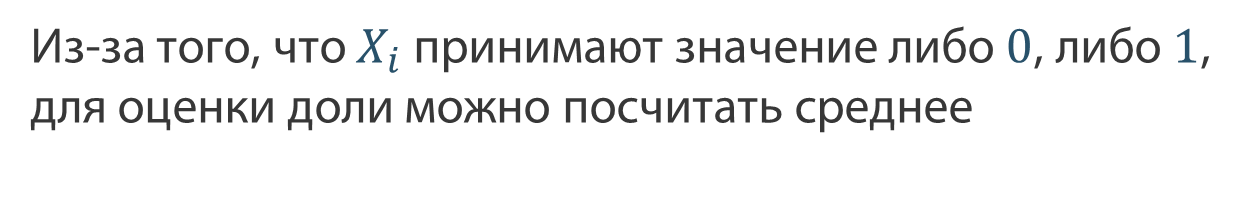 Из-за того, что Xᵢ принимают значение либо 0, либо 1,
для оценки доли можно посчитать среднее